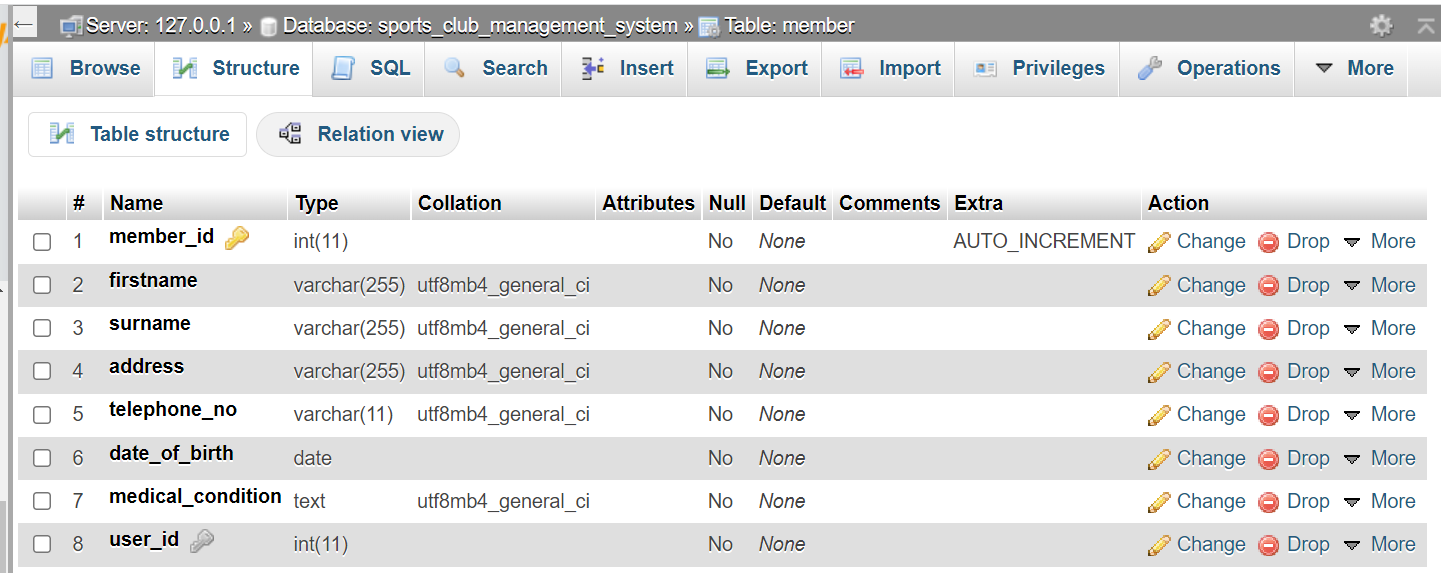 Server: 127.0.0.1 » Database: sports_club_management_system » Table: member
Browse Structure SQL Search Insert Export Import Privileges Operations More
Table structure Relation view
# Name Type Collation Attributes Null Default Comments Extra Action
1 member_id int(11) No None AUTO_INCREMENT Change Drop More
2 firstname varchar(255) utf8mb4_general_ci No None Change Drop More
3 surname varchar(255) utf8mb4_general_ci No None Change Drop More
4 address varchar(255) utf8mb4_general_ci No None Change Drop More
5 telephone_no varchar(11) utf8mb4_general_ci No None Change Drop More
6 date_of_birth date No None Change Drop More
7 medical_condition text utf8mb4_general_ci No None Change Drop More
8 user_id int(11) No None Change Drop More